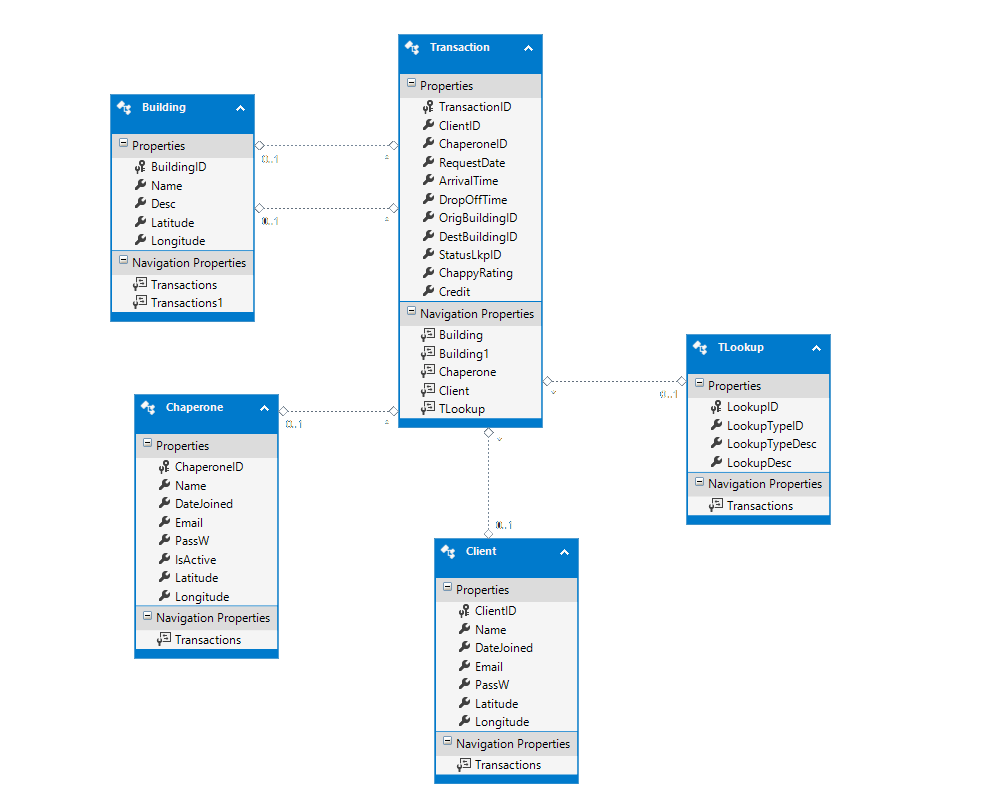 Transaction
Properties
TransactionID
ClientID
ChaperoneID
RequestDate
ArrivalTime
DropOffTime
OrigBuildingID
DestBuildingID
StatusLkpID
ChappyRating
Credit
Navigation Properties
Building
Building1
Chaperone
Client
TLookup
Building
Properties
BuildingID
Name
Desc
Latitude
Longitude
Navigation Properties
Transactions
Transactions1
0..1
*
0..1
*
Chaperone
Properties
ChaperoneID
Name
DateJoined
Email
PassW
IsActive
Latitude
Longitude
Navigation Properties
Transactions
0..1
*
TLookup
Properties
LookupID
LookupTypeID
LookupTypeDesc
LookupDesc
Navigation Properties
Transactions
*
0..1
Client
Properties
ClientID
Name
DateJoined
Email
PassW
Latitude
Longitude
Navigation Properties
Transactions
*
0..1